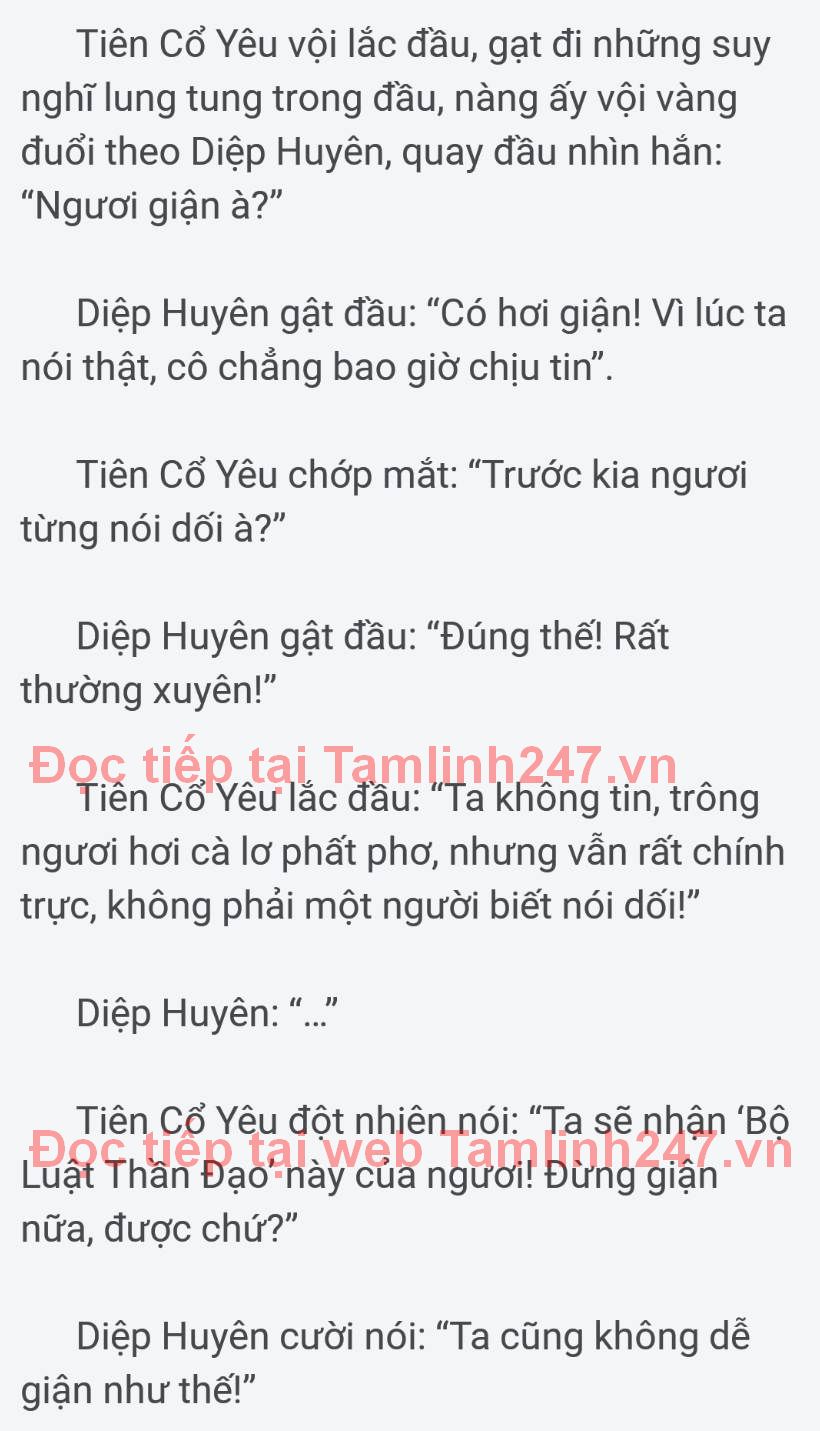 Tiên Cổ Yêu vội lắc đầu, gạt đi những suy
nghĩ lung tung trong đầu, nàng ấy vội vàng
đuổi theo Diệp Huyên, quay đầu nhìn hắn:
“Ngươi giận à?”
Diệp Huyên gật đầu: “Có hơi giận! Vì lúc ta
nói thật, cô chẳng bao giờ chịu tin”.
Tiên Cổ Yêu chớp mắt: “Trước kia ngươi
từng nói dối à?”
Diệp Huyên gật đầu: “Đúng thế! Rất
thường xuyên!”
Đọc tiếp tại Tamlinh247.vn
Tiên Cổ Yêu lắc đầu: “Ta không tin, trông
ngươi hơi cà lơ phất phơ, nhưng vẫn rất chính
trực, không phải một người biết nói dối!”
Diệp Huyên: “...”
Tiên Cổ Yêu đột nhiên nói: “Ta sẽ nhận ‘Bộ
Đọc tiếp tại web Tamlinh247.vn
Luật Thần Đạo’ này của ngươi! Đừng giận
nữa, được chứ?”
Diệp Huyên cười nói: “Ta cũng không dễ
giận như thế!”